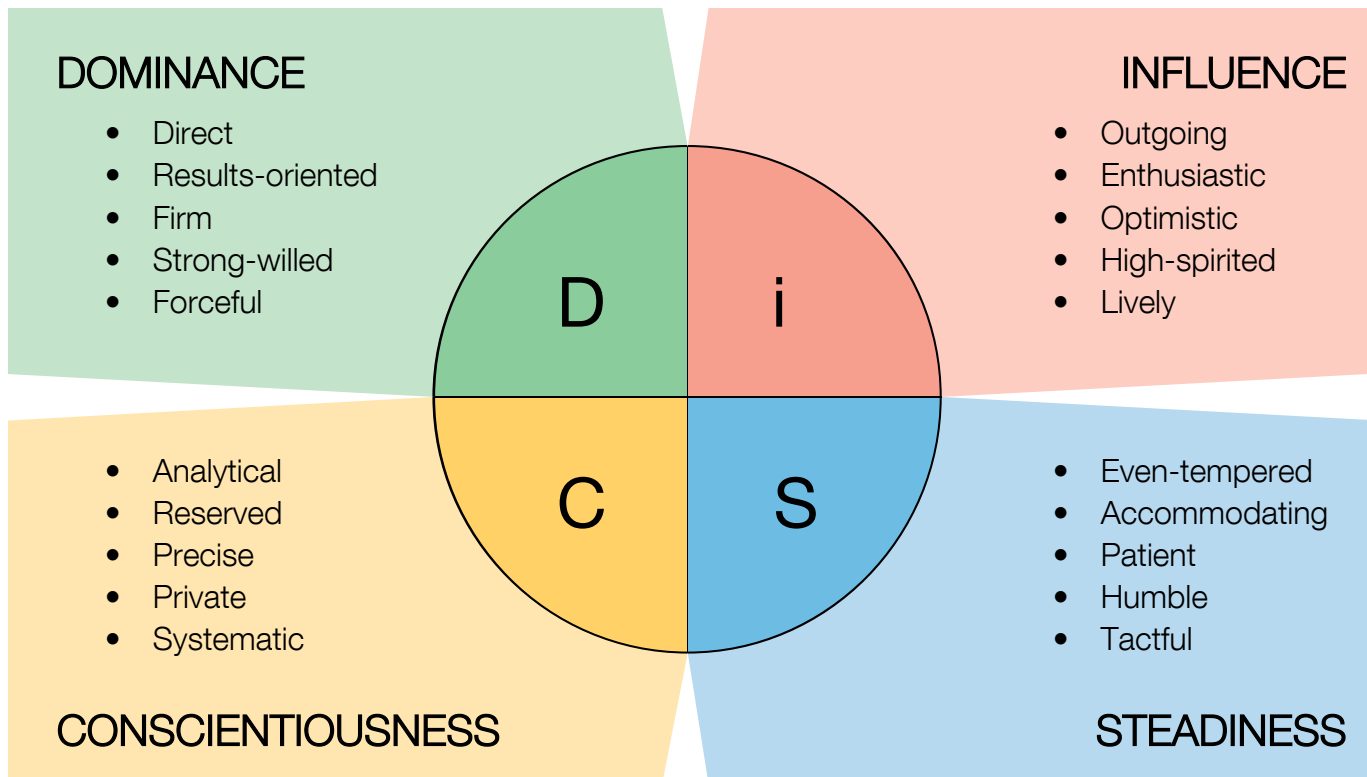 DOMINANCE
• Direct
• Results-oriented
• Firm
• Strong-willed
• Forceful
INFLUENCE
• Outgoing
• Enthusiastic
• Optimistic
• High-spirited
• Lively
D
i
C
S
• Analytical
• Reserved
• Precise
• Private
• Systematic
CONSCIENTIOUSNESS
• Even-tempered
• Accommodating
• Patient
• Humble
• Tactful
STEADINESS